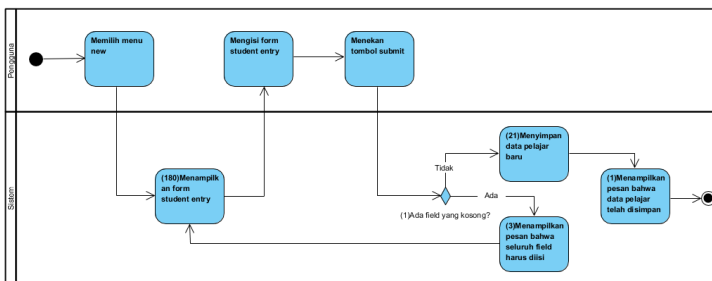 Pengguna
Memilih menu
new
Mengisi form
student entry
Menekan
tombol submit
Sistem
(180)Menampilk
an form
student entry
Tidak
Ada
(1)Ada field yang kosong?
(21)Menyimpan
data pelajar
baru
(3)Menampilkan
pesan bahwa
seluruh field
harus diisi
(1)Menampilkan
pesan bahwa
data pelajar
telah disimpan